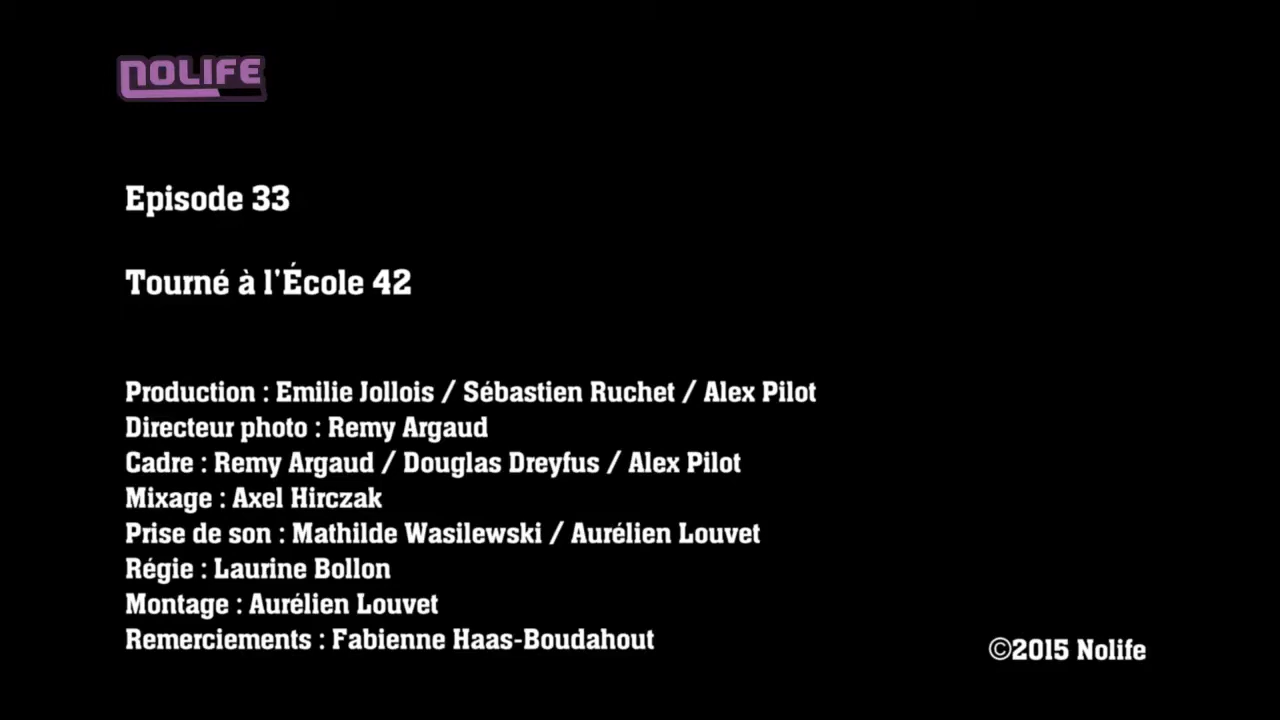 NOLIFE
Episode 33
Tourné à l'École 42
Production : Emilie Jollois / Sébastien Ruchet / Alex Pilot
Directeur photo : Remy Argaud
Cadre : Remy Argaud / Douglas Dreyfus / Alex Pilot
Mixage : Axel Hirczak
Prise de son : Mathilde Wasilewski / Aurélien Louvet
Régie : Laurine Bollon
Montage : Aurélien Louvet
Remerciements : Fabienne Haas-Boudahout
©2015 Nolife